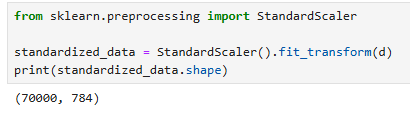 from sklearn.preprocessing import StandardScaler
standardized_data = StandardScaler().fit_transform(d)
print(standardized_data.shape)
(70000, 784)